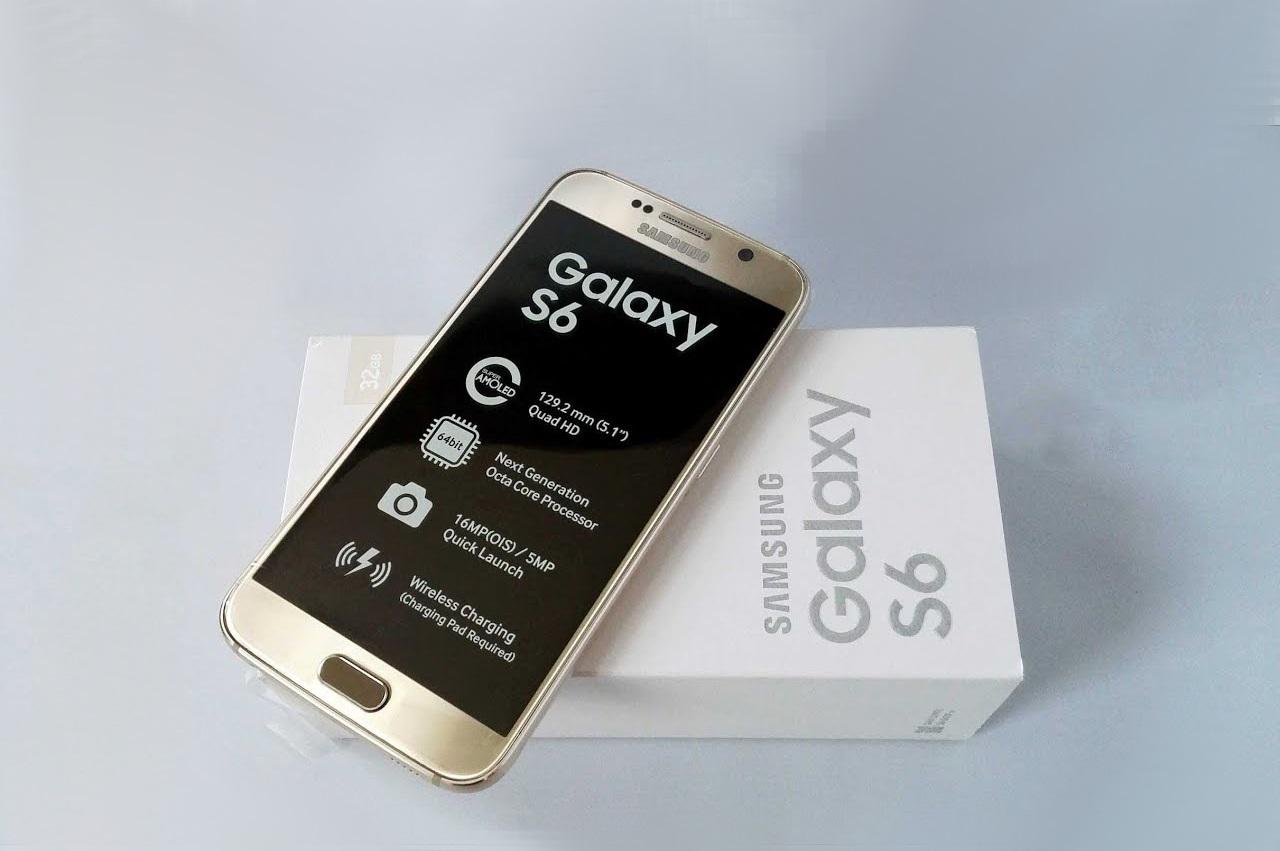 SAMSUNG
Galaxy
S6
SUPER
AMOLED
129.2 mm (5.1")
Quad HD
64bit
Next Generation
Octa Core Processor
16MP(OIS) / 5MP
Quick Launch
Wireless Charging
(Charging Pad Required)
32GB
SAMSUNG
Galaxy
S6